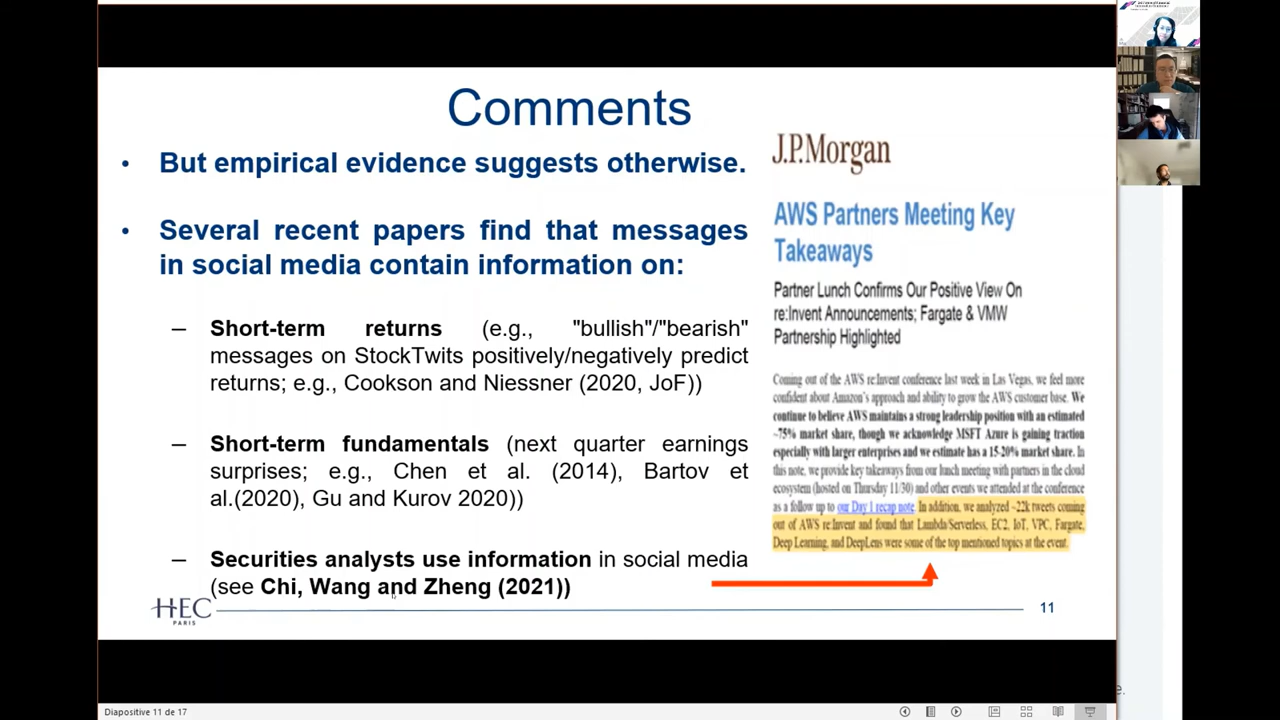 Comments
• But empirical evidence suggests otherwise.
• Several recent papers find that messages
in social media contain information on:
– Short-term returns (e.g., "bullish"/"bearish"
messages on StockTwits positively/negatively predict
returns; e.g., Cookson and Niessner (2020, JoF))
– Short-term fundamentals (next quarter earnings
surprises; e.g., Chen et al. (2014), Bartov et
al.(2020), Gu and Kurov 2020))
– Securities analysts use information in social media
(see Chi, Wang and Zheng (2021))
J.P.Morgan
AWS Partners Meeting Key
Takeaways
Partner Lunch Confirms Our Positive View On
re:Invent Announcements; Fargate & VMW
Partnership Highlighted
Coming out of the AWS re:Invent conference last week in Las Vegas, we feel more
confident about Amazon's approach and ability to grow the AWS customer base. We
continue to believe AWS maintains a strong leadership position with an estimated
~75% market share, though we acknowledge MSFT Azure is gaining traction
especially with larger enterprises and we estimate has a 15-20% market share. In
this note, we provide key takeaways from our lunch meeting with partners in the cloud
ecosystem (hosted on Thursday 11/30) and other events we attended at the conference
as a follow up to our Day 1 recap note. In addition, we analyzed ~22k tweets coming
out of AWS re:Invent and found that Lambda/Serverless, EC2, IoT, VPC, Fargate,
Deep Learning, and DeepLens were some of the top mentioned topics at the event.
HEC
PARIS
11
Diapositive 11 de 17